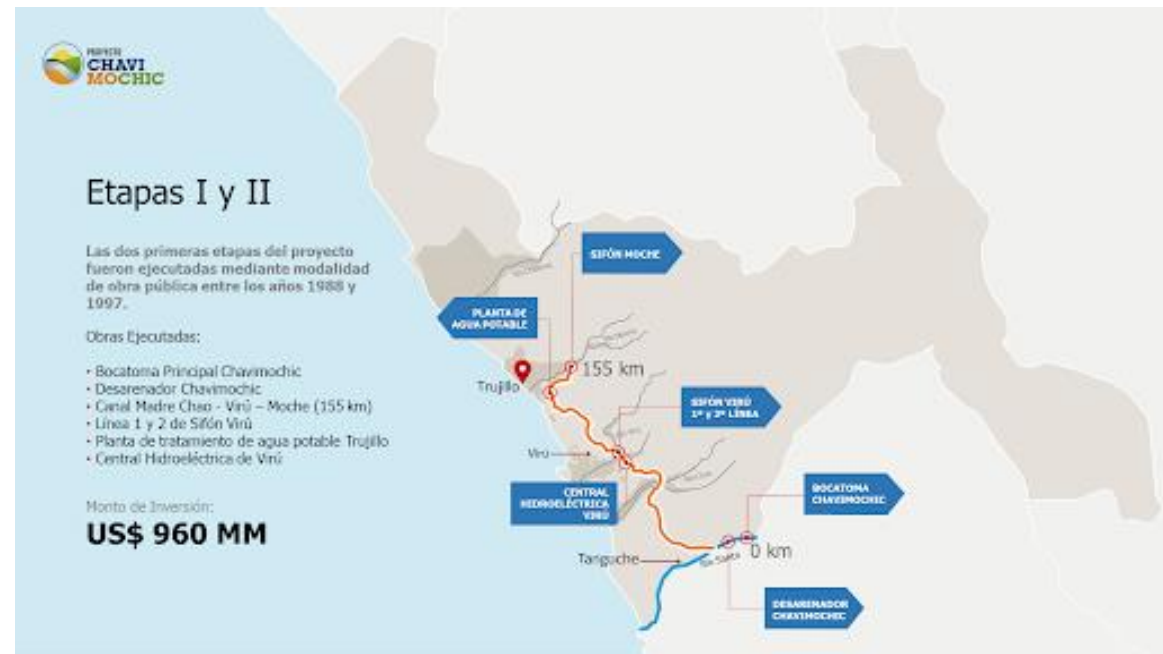 PROYECTO
CHAVI
MOCHIC
Etapas I y II
Las dos primeras etapas del proyecto
fueron ejecutadas mediante modalidad
de obra pública entre los años 1988 y
1997.
Obras Ejecutadas:
• Bocatoma Principal Chavimochic
• Desarenador Chavimochic
• Canal Madre Chao - Virú – Moche (155 km)
• Línea 1 y 2 de Sifón Virú
• Planta de tratamiento de agua potable Trujillo
• Central Hidroeléctrica de Virú
Monto de Inversión:
US$ 960 MM
SIFÓN MOCHE
PLANTA DE
AGUA POTABLE
155 km
Trujillo
SIFÓN VIRÚ
1ª y 2ª LÍNEA
Virú
CENTRAL
HIDROELÉCTRICA
VIRÚ
BOCATOMA
CHAVIMOCHIC
0 km
Río Santa
Tanguche
DESARENADOR
CHAVIMOCHIC